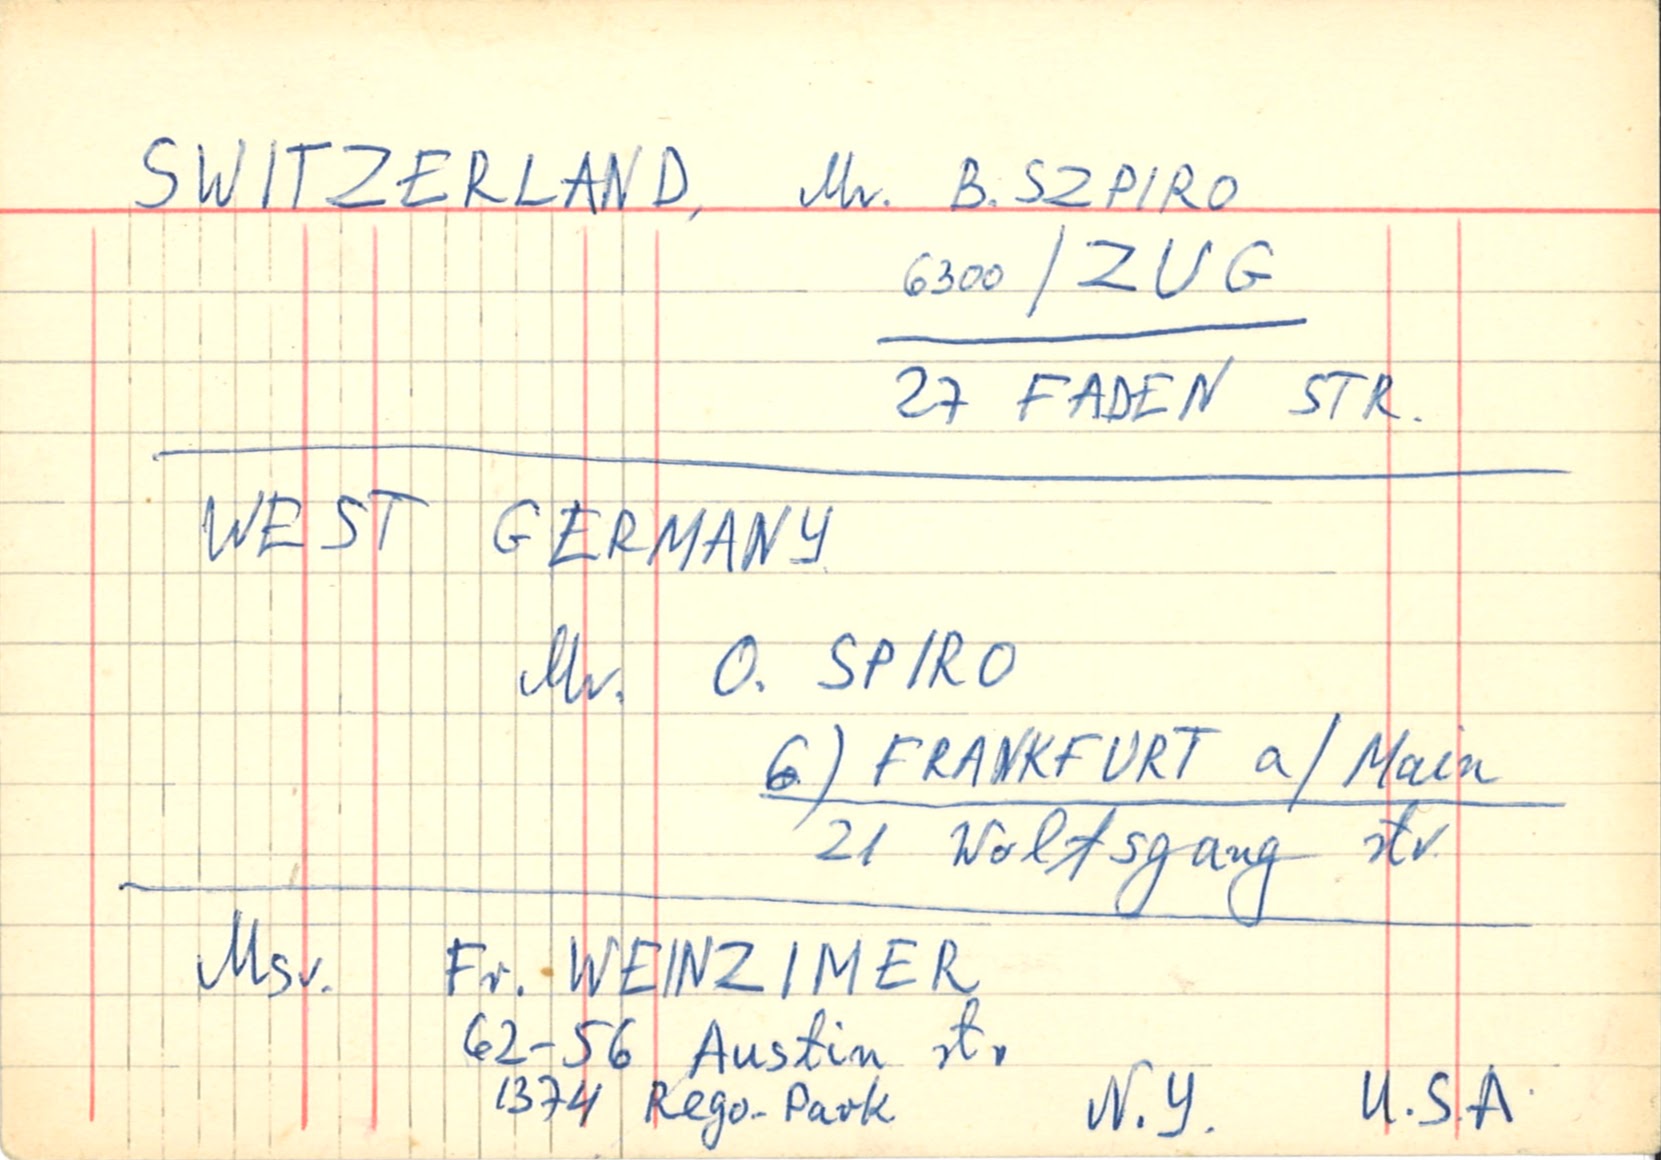 SWITZERLAND, Mr. B. SZPIRO
6300 / ZUG
27 FADEN STR.
WEST GERMANY
Mr. O. SPIRO
6) FRANKFURT a/Main
21 Wolfsgang str.
Msr. Fr. WEINZIMER
62-56 Austin str
1374 Rego-Park N.Y. U.S.A.